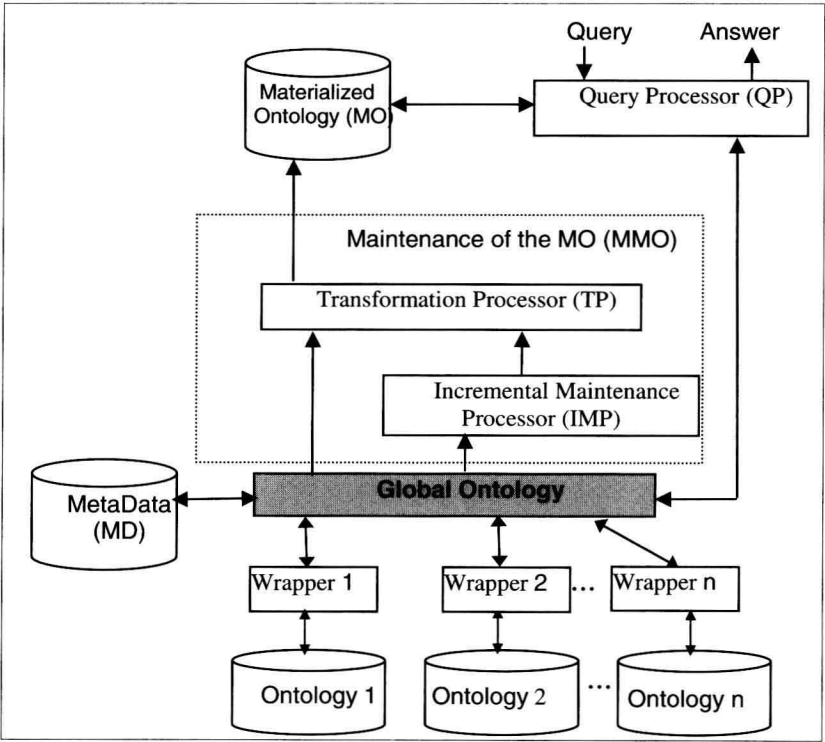 Query Answer
Materialized
Ontology (MO)
Query Processor (QP)
Maintenance of the MO (MMO)
Transformation Processor (TP)
Incremental Maintenance
Processor (IMP)
MetaData
(MD)
Global Ontology
Wrapper 1 Wrapper 2 ... Wrapper n
Ontology 1 Ontology 2 ... Ontology n